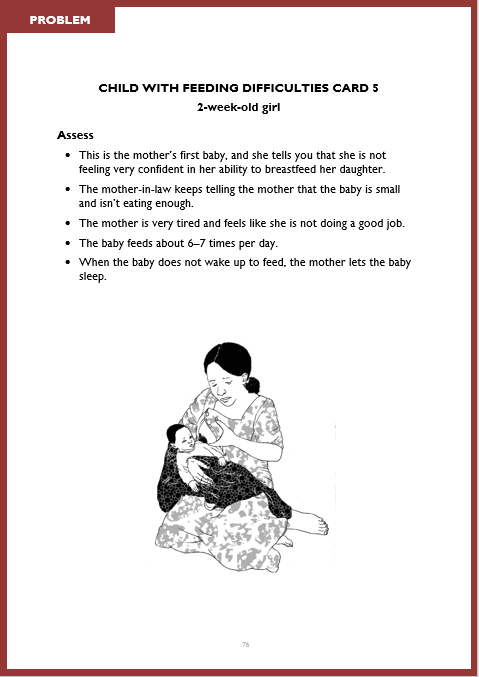 PROBLEM
CHILD WITH FEEDING DIFFICULTIES CARD 5
2-week-old girl
Assess
• This is the mother’s first baby, and she tells you that she is not
feeling very confident in her ability to breastfeed her daughter.
• The mother-in-law keeps telling the mother that the baby is small
and isn’t eating enough.
• The mother is very tired and feels like she is not doing a good job.
• The baby feeds about 6–7 times per day.
• When the baby does not wake up to feed, the mother lets the baby
sleep.
76